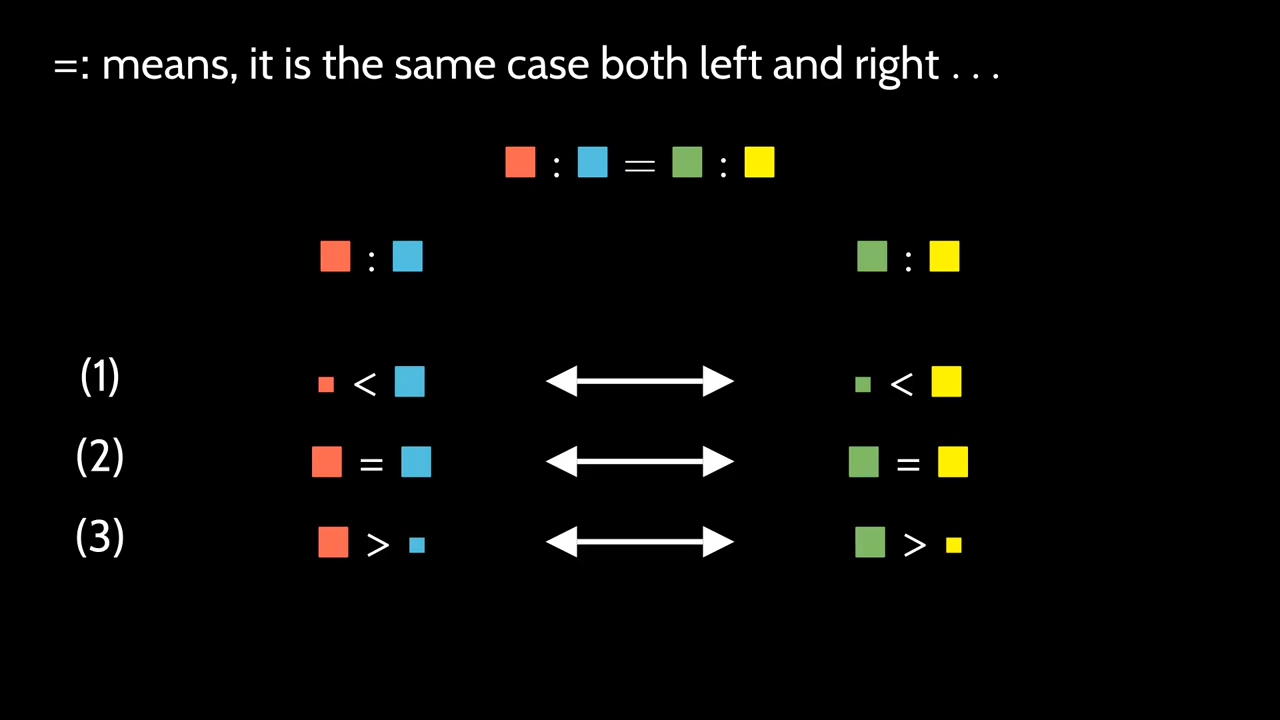 =: means, it is the same case both left and right . . .
: = :
: :
(1) < <
(2) = =
(3) > >